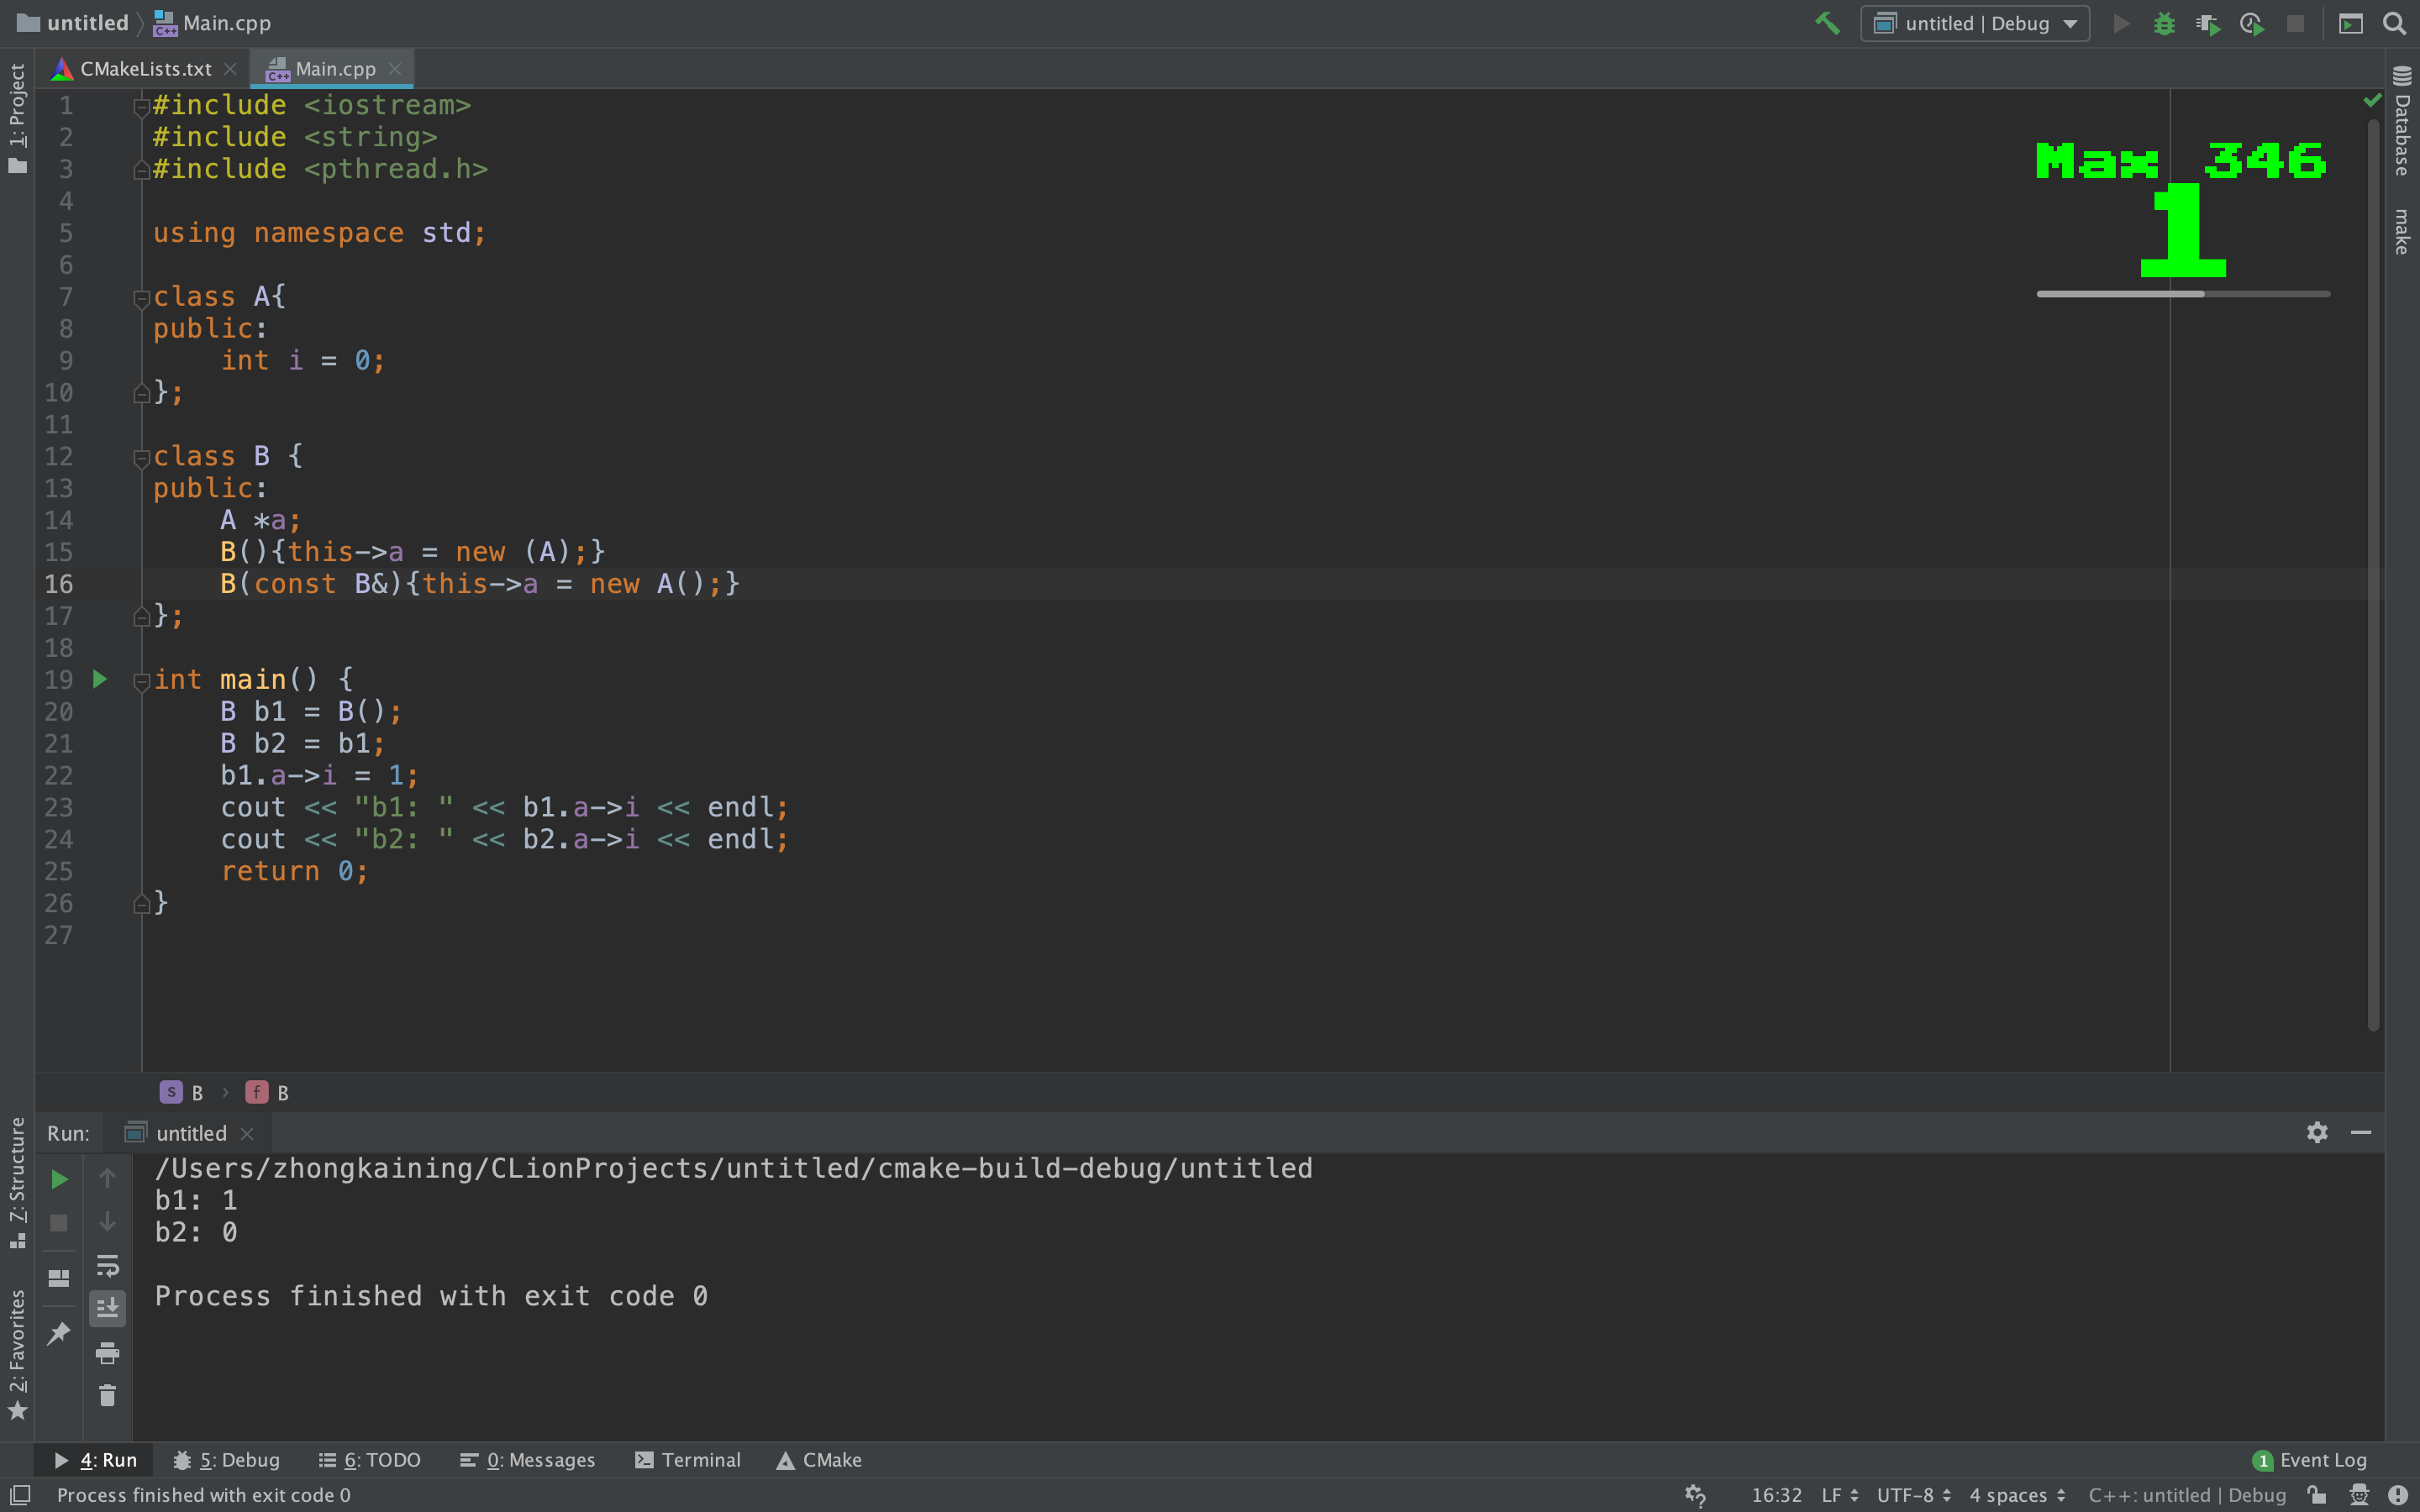 untitled Main.cpp untitled | Debug
CMakeLists.txt Main.cpp
1: Project
Database
make
Max 346
1
1 #include <iostream>
2 #include <string>
3 #include <pthread.h>
4
5 using namespace std;
6
7 class A{
8 public:
9     int i = 0;
10 };
11
12 class B {
13 public:
14     A *a;
15     B(){this->a = new (A);}
16     B(const B&){this->a = new A();}
17 };
18
19 int main() {
20     B b1 = B();
21     B b2 = b1;
22     b1.a->i = 1;
23     cout << "b1: " << b1.a->i << endl;
24     cout << "b2: " << b2.a->i << endl;
25     return 0;
26 }
27
S B › f B
Run: untitled
7: Structure
2: Favorites
/Users/zhongkaining/CLionProjects/untitled/cmake-build-debug/untitled
b1: 1
b2: 0
Process finished with exit code 0
4: Run 5: Debug 6: TODO 0: Messages Terminal CMake 1 Event Log
Process finished with exit code 0 16:32 LF UTF-8 4 spaces C++: untitled | Debug